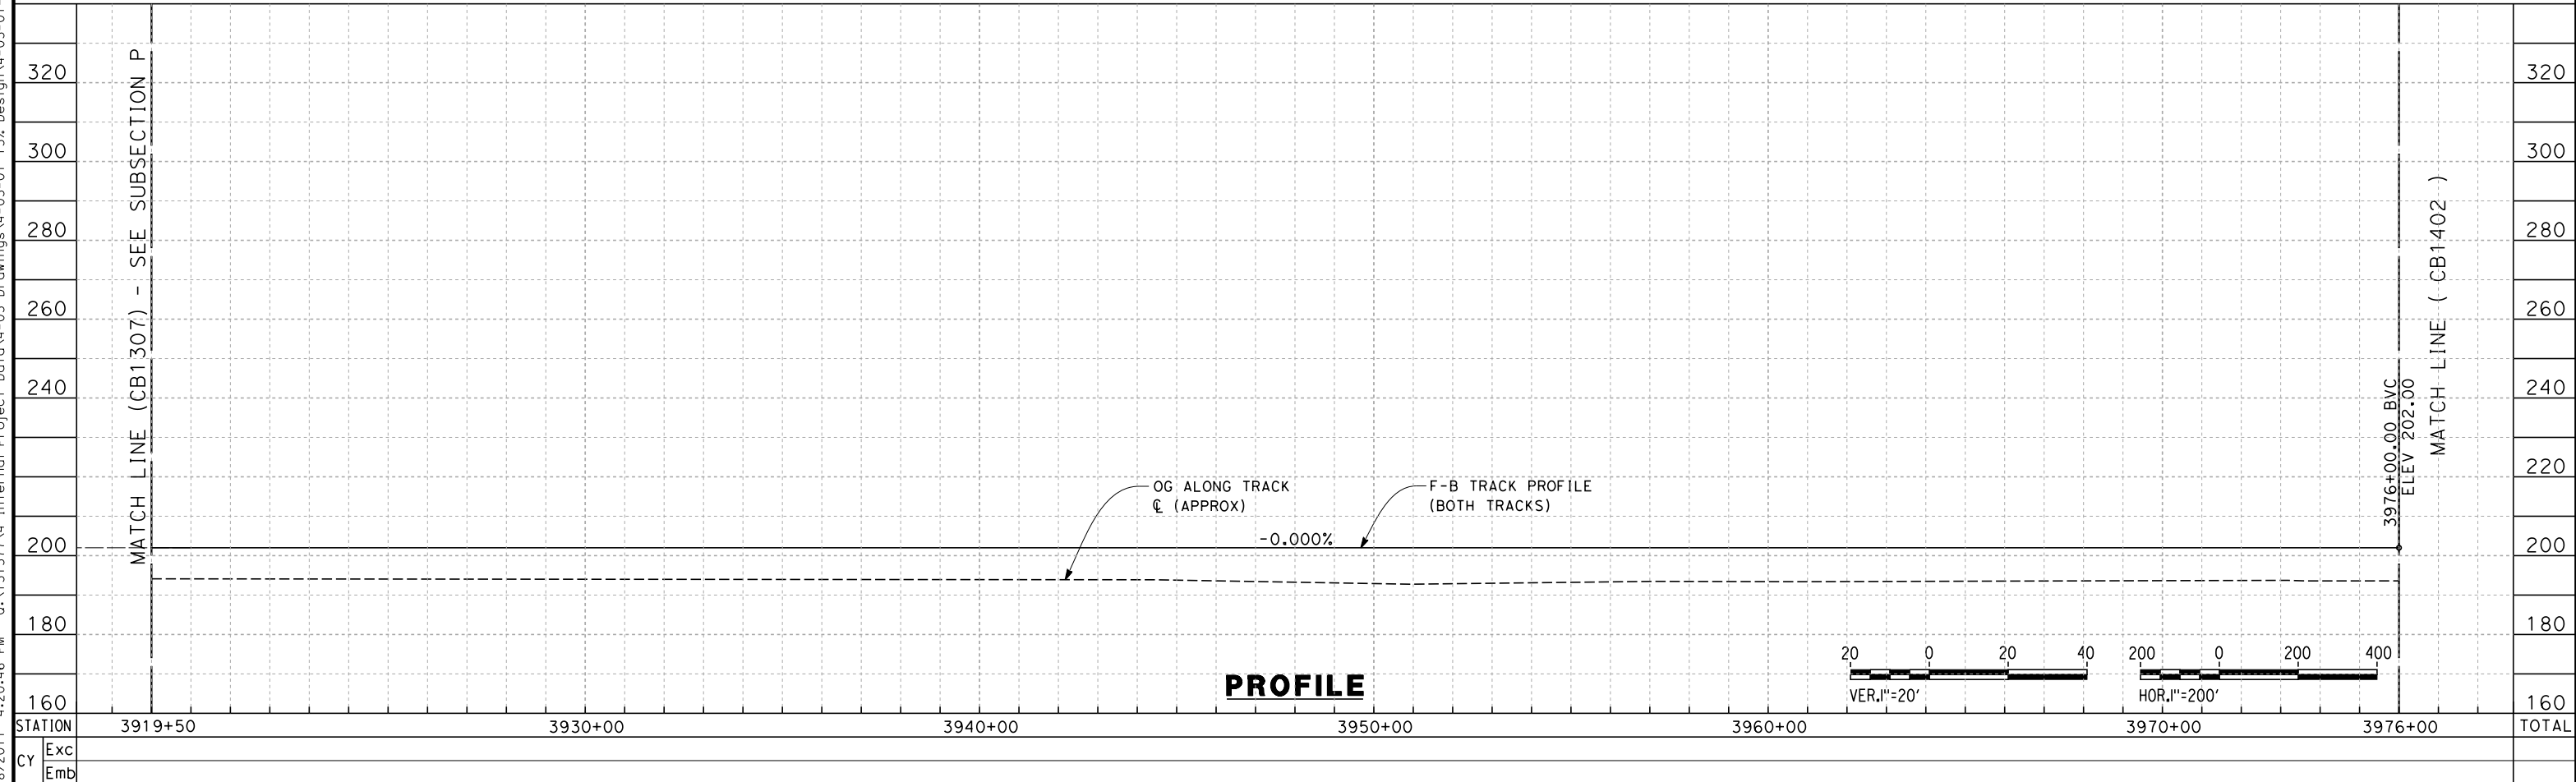 320
300
280
260
240
220
200
180
160
MATCH LINE (CB1307) - SEE SUBSECTION P
OG ALONG TRACK
℄ (APPROX)
F-B TRACK PROFILE
(BOTH TRACKS)
-0.000%
3976+00.00 BVC
ELEV 202.00
MATCH LINE ( CB1402 )
320
300
280
260
240
220
200
180
160
PROFILE
20 0 20 40
VER.1"=20'
200 0 200 400
HOR.1"=200'
STATION 3919+50 3930+00 3940+00 3950+00 3960+00 3970+00 3976+00 TOTAL
CY
Exc
Emb